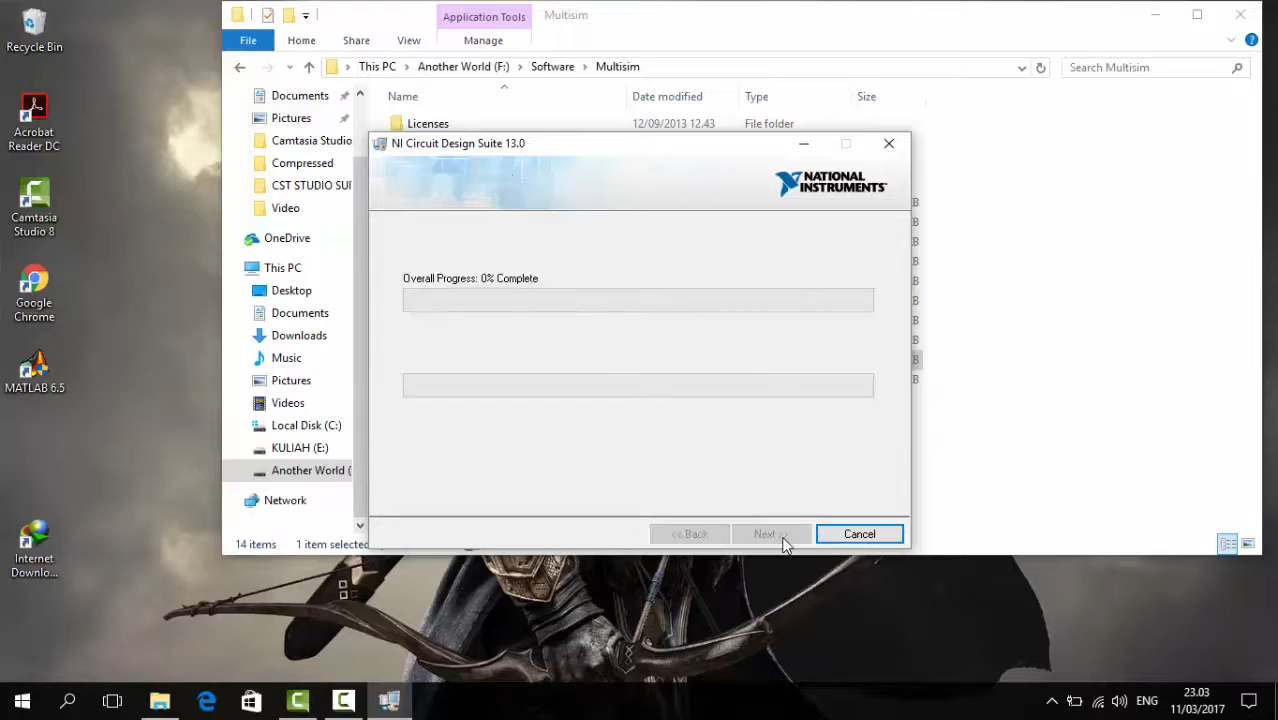 Recycle Bin
Acrobat
Reader DC
Camtasia
Studio 8
Google
Chrome
MATLAB 6.5
Internet
Downlo...
Application Tools
Multisim
File
Home
Share
View
Manage
This PC
Another World (F:)
Software
Multisim
Search Multisim
Name
Date modified
Type
Size
Documents
Pictures
Camtasia Studio
Compressed
CST STUDIO SUI
Video
OneDrive
This PC
Desktop
Documents
Downloads
Music
Pictures
Videos
Local Disk (C:)
KULIAH (E:)
Another World (
Network
14 items
1 item selected
Licenses
12/09/2013 12.43
File folder
B
B
B
B
B
B
B
B
B
B
NI Circuit Design Suite 13.0
NATIONAL
INSTRUMENTS
Overall Progress: 0% Complete
<< Back
Next
Cancel
ENG
23.03
11/03/2017